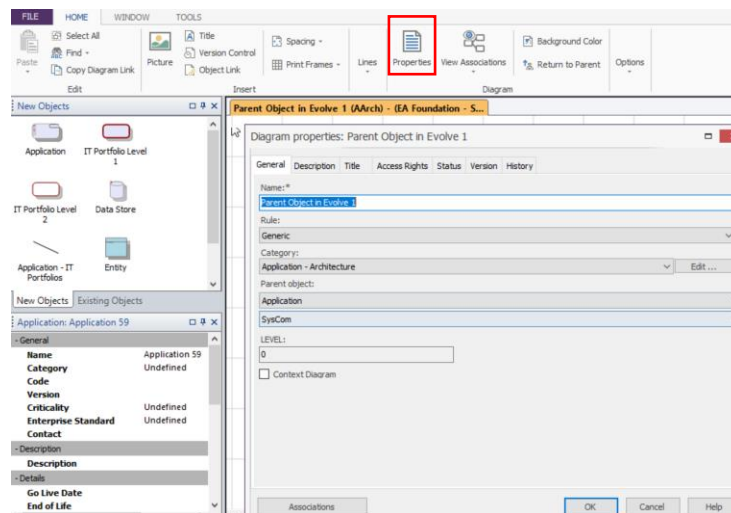 FILE HOME WINDOW TOOLS
Paste
Select All
Find
Copy Diagram Link
Edit
Picture
Title
Version Control
Object Link
Insert
Spacing
Print Frames
Lines
Properties
View Associations
Background Color
Return to Parent
Diagram
Options
New Objects
Application
IT Portfolio Level
1
IT Portfolio Level
2
Data Store
Application - IT
Portfolios
Entity
New Objects Existing Objects
Application: Application 59
- General
Name Application 59
Category Undefined
Code
Version
Criticality Undefined
Enterprise Standard Undefined
Contact
- Description
Description
- Details
Go Live Date
End of Life
Parent Object in Evolve 1 (AArch) - (EA Foundation - S...
Diagram properties: Parent Object in Evolve 1
General Description Title Access Rights Status Version History
Name:*
Parent Object in Evolve 1
Rule:
Generic
Category:
Application - Architecture
Edit ...
Parent object:
Application
SysCom
LEVEL:
0
Context Diagram
Associations OK Cancel Help